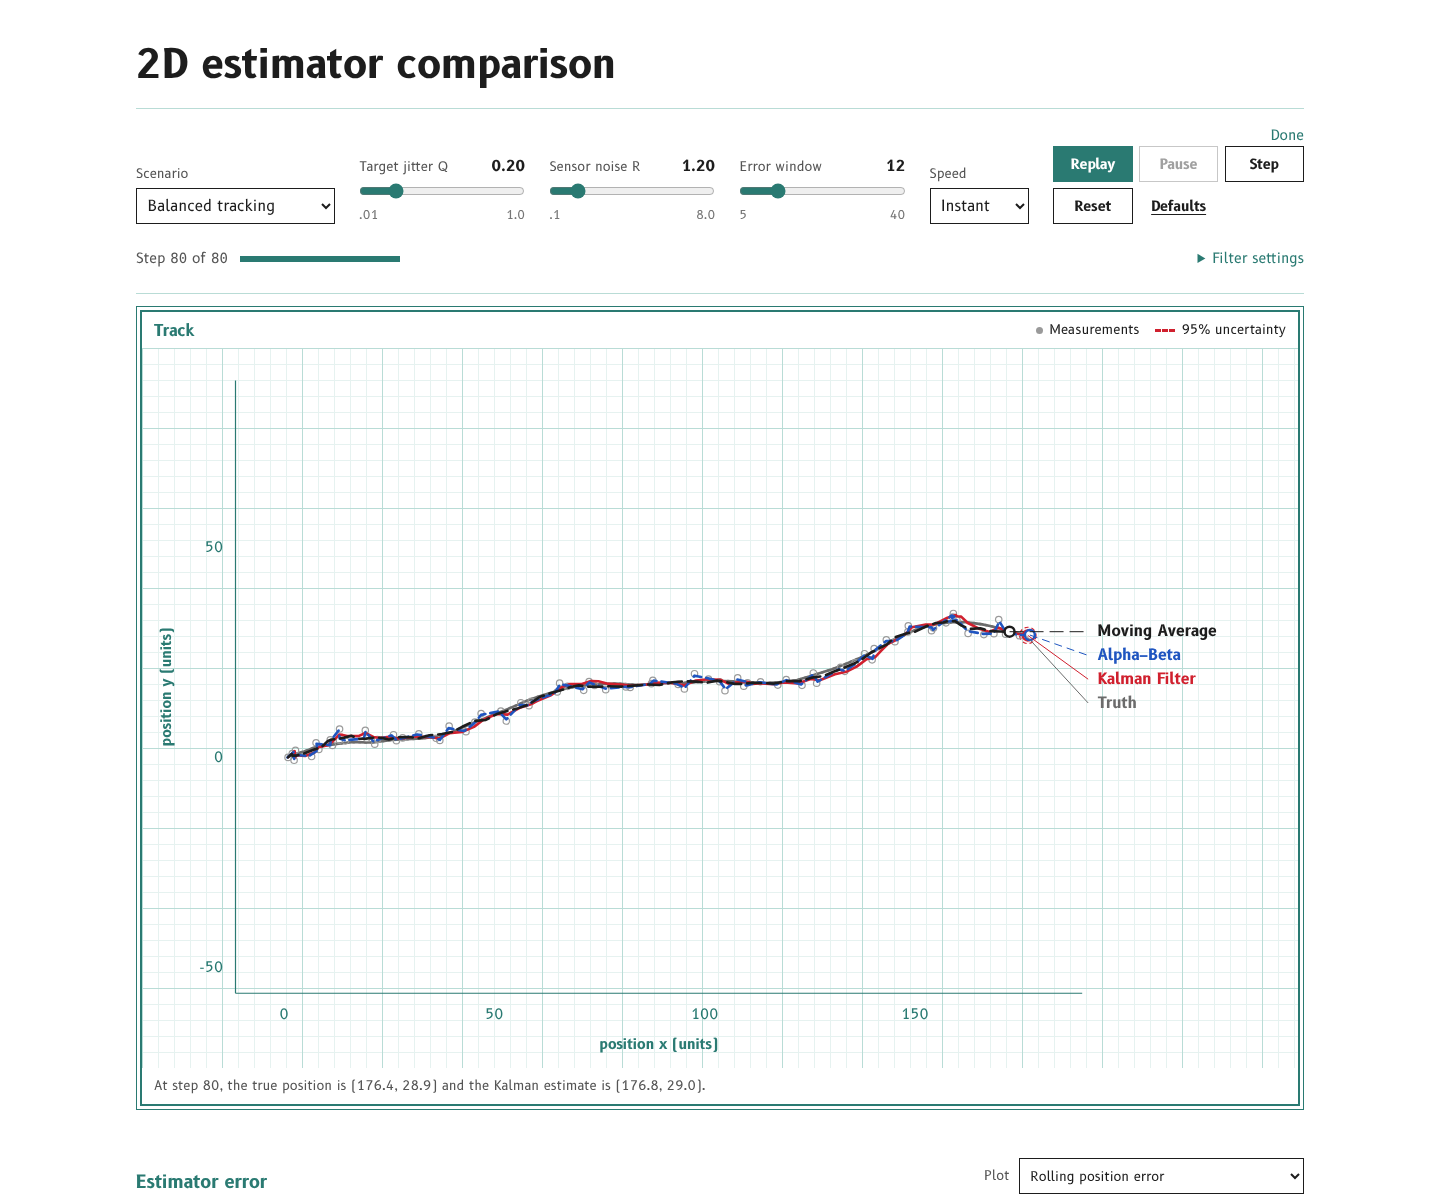 2D estimator comparison
Done
Scenario
Target jitter Q 0.20
Sensor noise R 1.20
Error window 12
Speed
Replay
Pause
Step
Balanced tracking
.01 1.0
.1 8.0
5 40
Instant
Reset
Defaults
Step 80 of 80
▶ Filter settings
Track
Measurements
95% uncertainty
50
0
-50
position y (units)
Moving Average
Alpha–Beta
Kalman Filter
Truth
0 50 100 150
position x (units)
At step 80, the true position is (176.4, 28.9) and the Kalman estimate is (176.8, 29.0).
Estimator error
Plot
Rolling position error